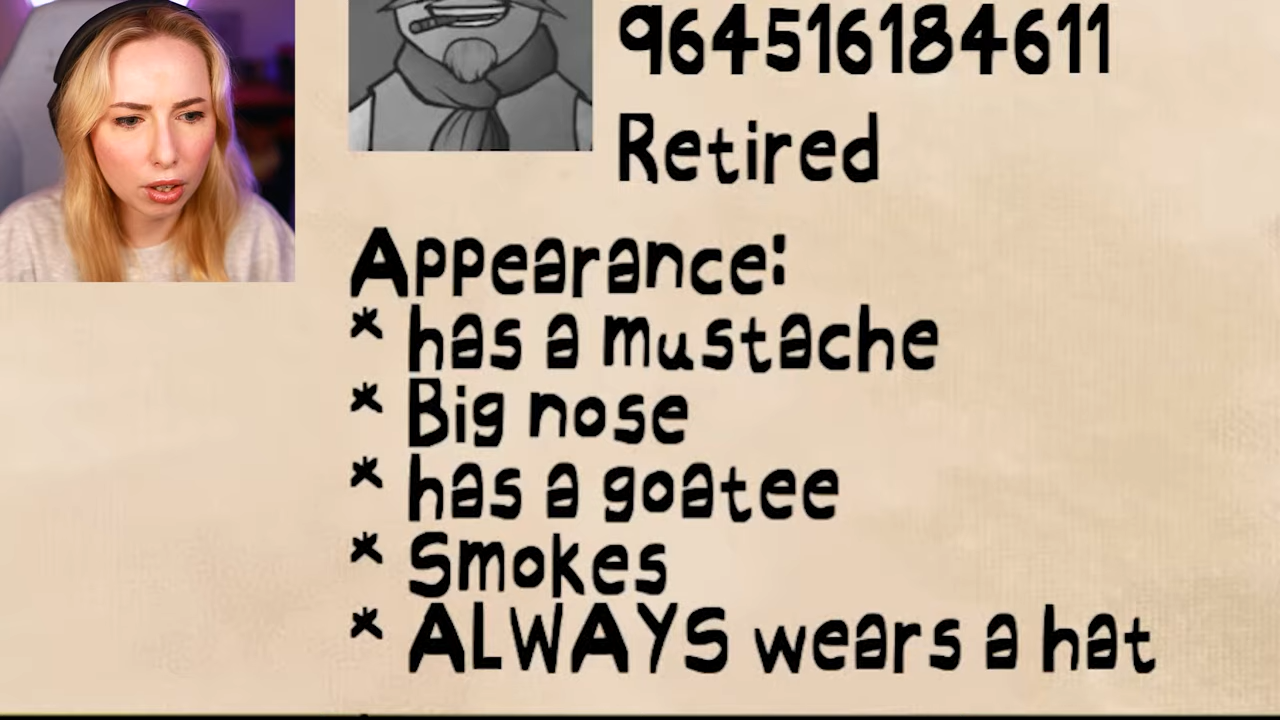 964516184611
Retired
Appearance:
* has a mustache
* Big nose
* has a goatee
* Smokes
* ALWAYS wears a hat